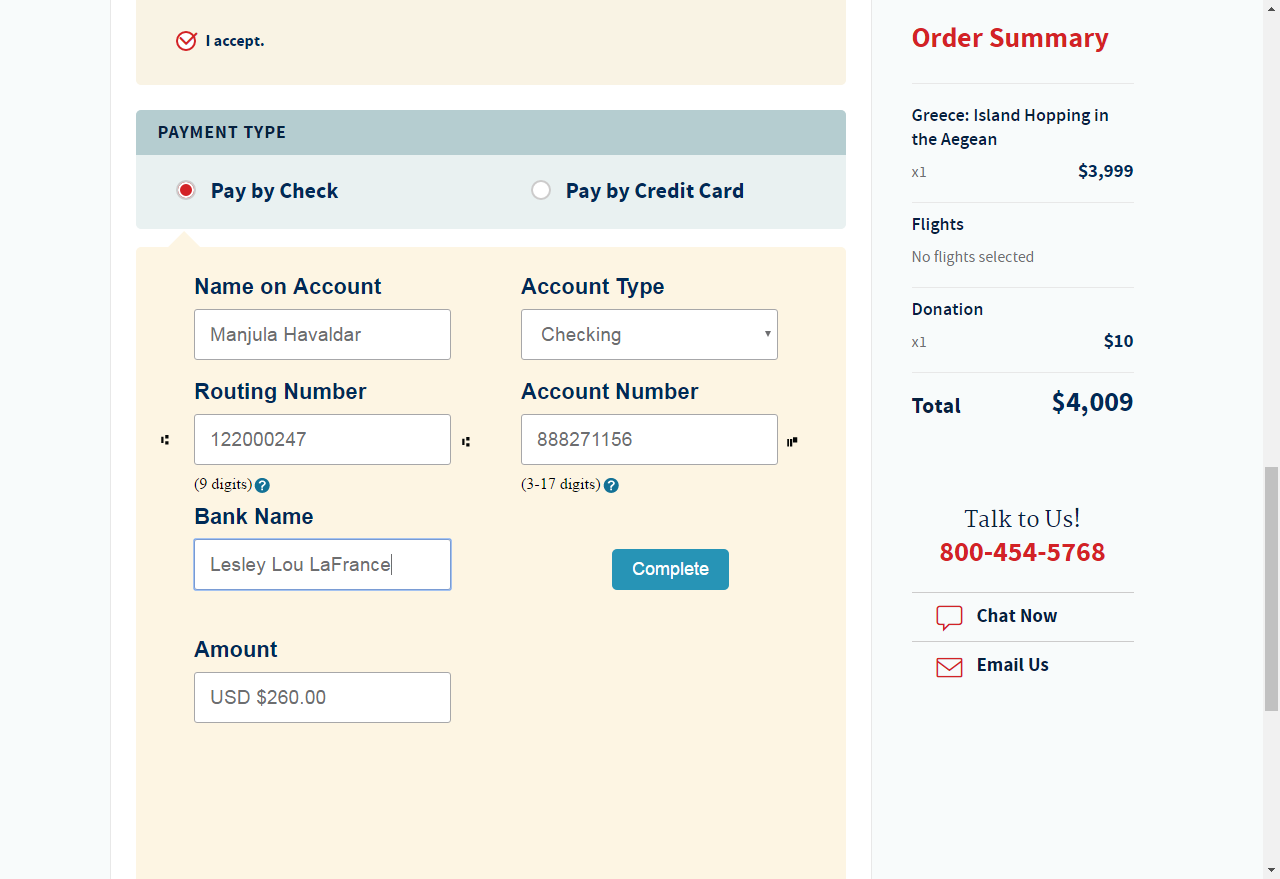 I accept.
PAYMENT TYPE
Pay by Check
Pay by Credit Card
Name on Account
Account Type
Manjula Havaldar
Checking
Routing Number
Account Number
122000247
888271156
(9 digits) ?
(3-17 digits) ?
Bank Name
Lesley Lou LaFrance
Complete
Amount
USD $260.00
Order Summary
Greece: Island Hopping in
the Aegean
x1 $3,999
Flights
No flights selected
Donation
x1 $10
Total $4,009
Talk to Us!
800-454-5768
Chat Now
Email Us